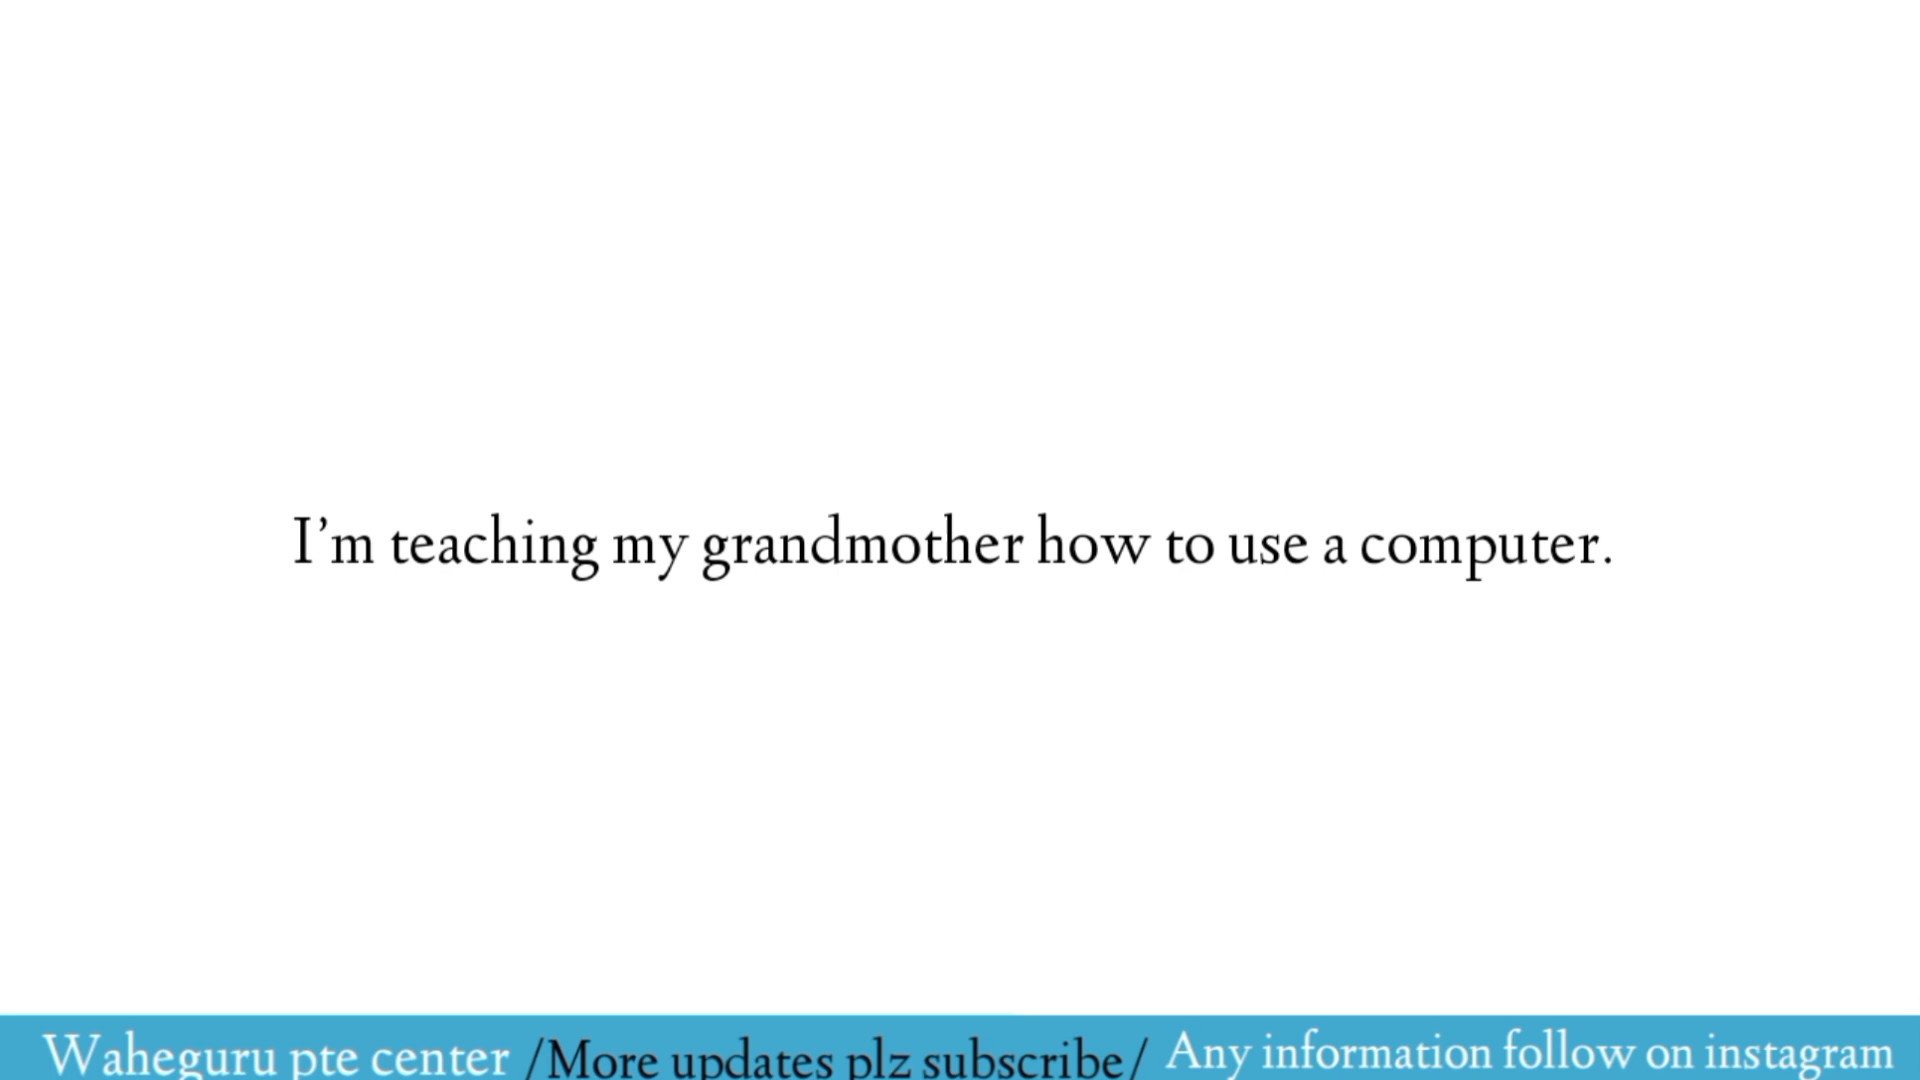 I'm teaching my grandmother how to use a computer.
Waheguru pte center /More updates plz subscribe/ Any information follow on instagram